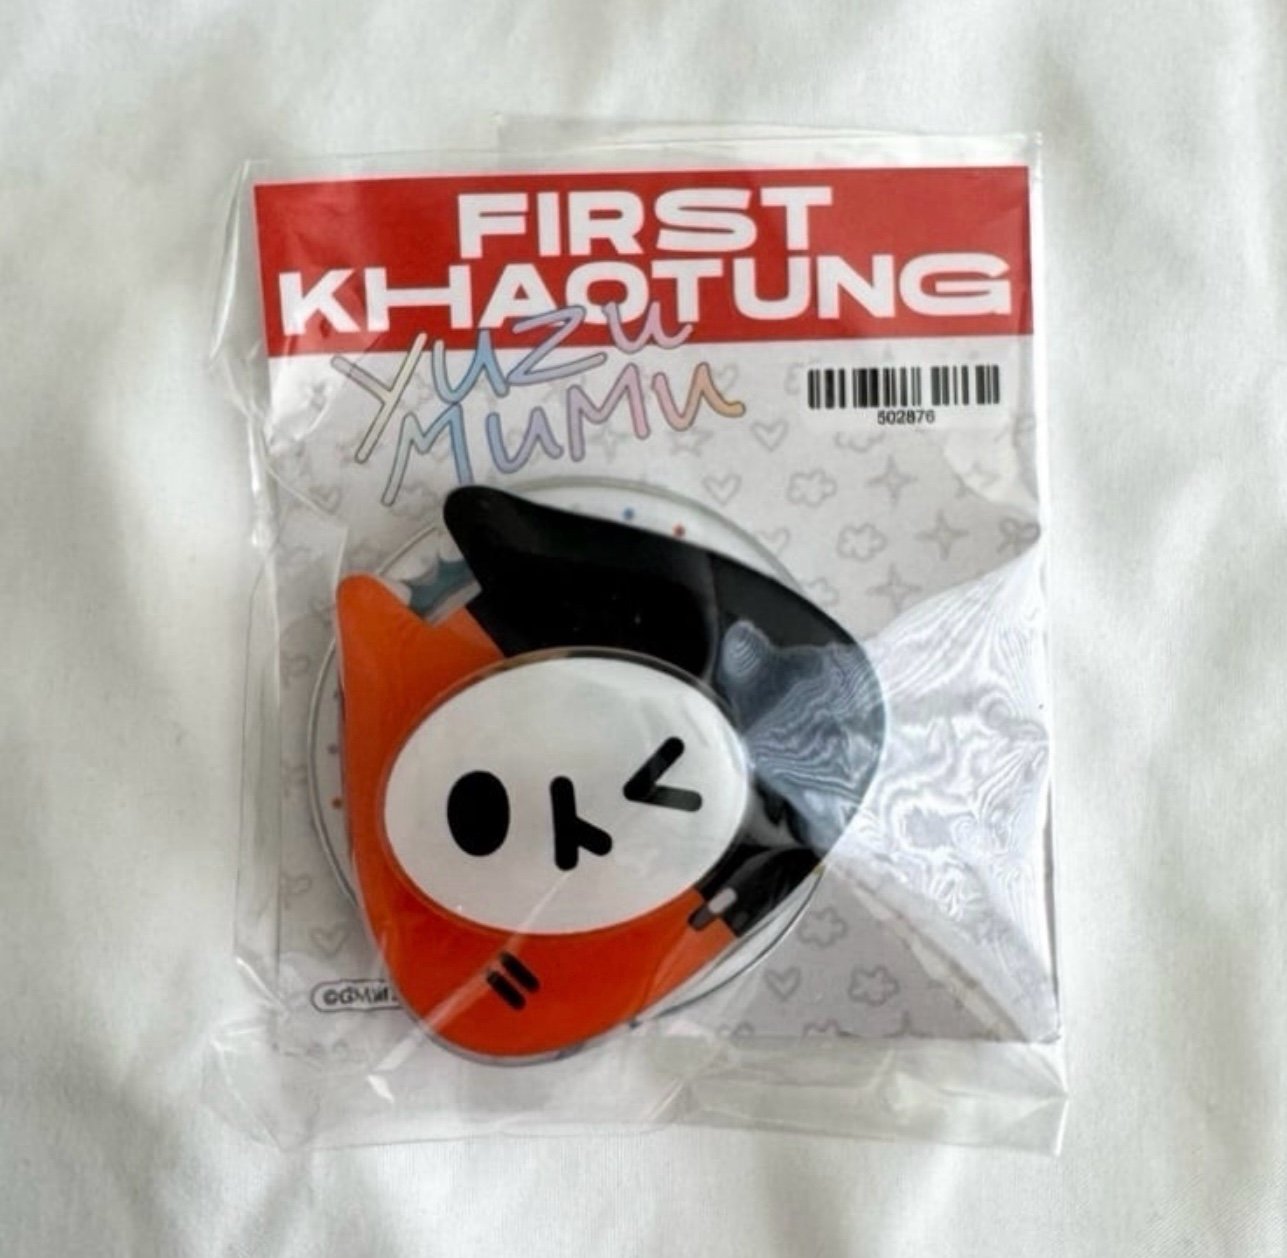 FIRST
KHAOTUNG
YUZU
MUMU
502876